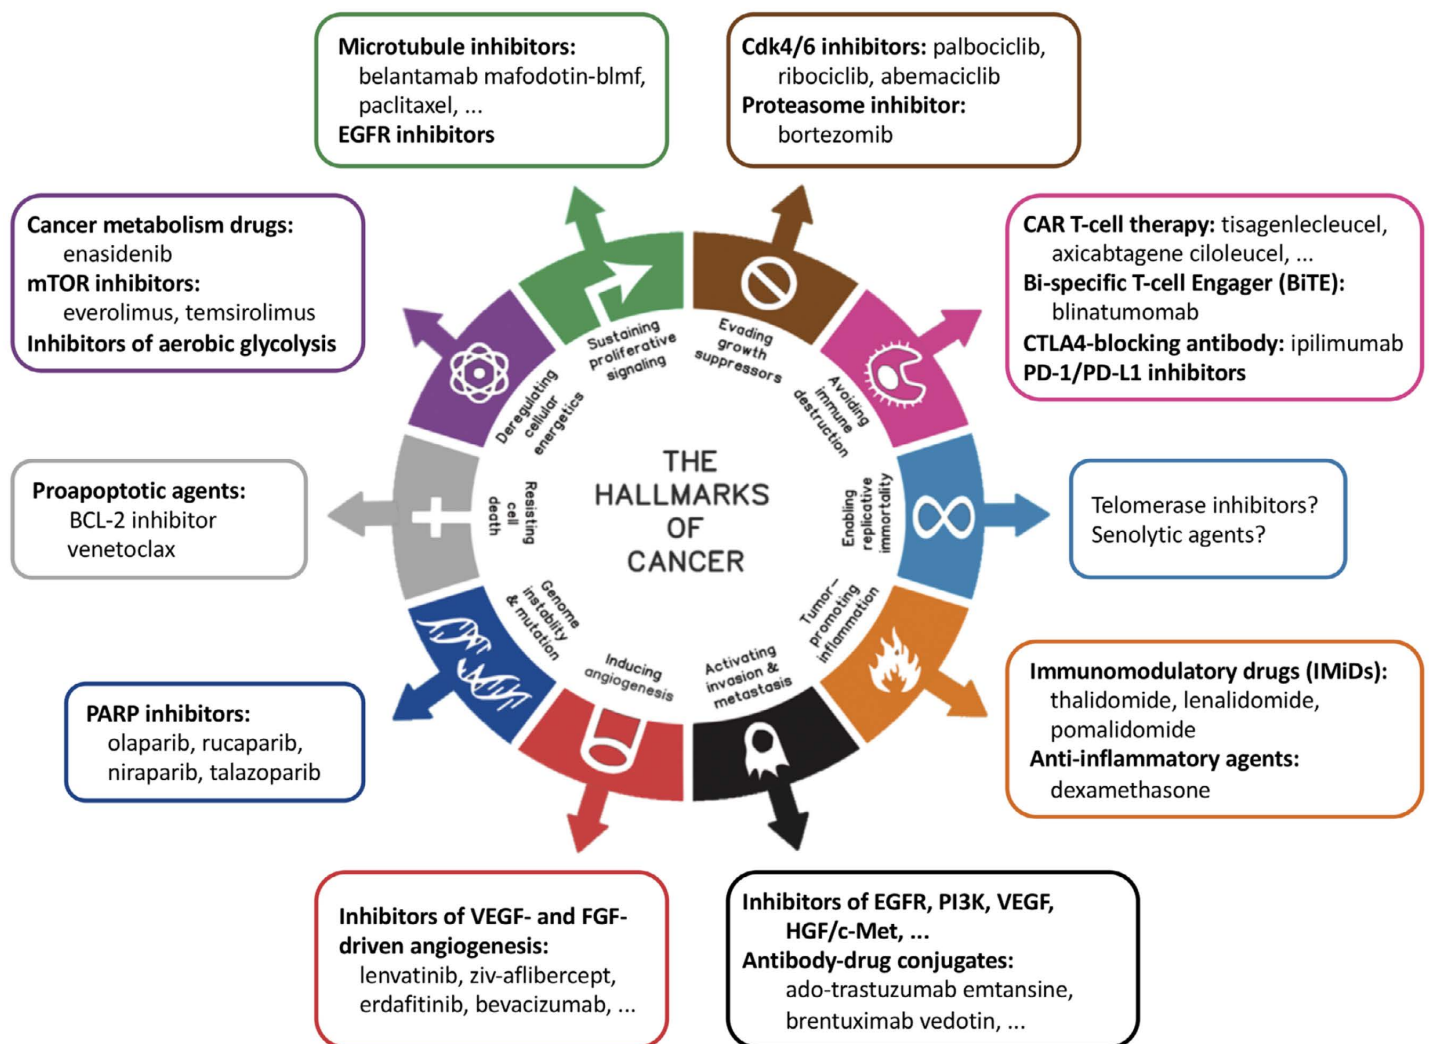 Microtubule inhibitors:
belantamab mafodotin-blmf,
paclitaxel, ...
EGFR inhibitors
Cdk4/6 inhibitors: palbociclib,
ribociclib, abemaciclib
Proteasome inhibitor:
bortezomib
Cancer metabolism drugs:
enasidenib
mTOR inhibitors:
everolimus, temsirolimus
Inhibitors of aerobic glycolysis
CAR T-cell therapy: tisagenlecleucel,
axicabtagene ciloleucel, ...
Bi-specific T-cell Engager (BiTE):
blinatumomab
CTLA4-blocking antibody: ipilimumab
PD-1/PD-L1 inhibitors
Sustaining
proliferative
signaling
Evading
growth
suppressors
Deregulating
cellular
energetics
Avoiding
immune
destruction
THE
HALLMARKS
OF
CANCER
Resisting
cell
death
Enabling
replicative
immortality
Genome
instablity
& mutation
Tumor–
promoting
inflammation
Inducing
angiogenesis
Activating
invasion &
metastasis
Proapoptotic agents:
BCL-2 inhibitor
venetoclax
Telomerase inhibitors?
Senolytic agents?
PARP inhibitors:
olaparib, rucaparib,
niraparib, talazoparib
Immunomodulatory drugs (IMiDs):
thalidomide, lenalidomide,
pomalidomide
Anti-inflammatory agents:
dexamethasone
Inhibitors of VEGF- and FGF-
driven angiogenesis:
lenvatinib, ziv-aflibercept,
erdafitinib, bevacizumab, ...
Inhibitors of EGFR, PI3K, VEGF,
HGF/c-Met, ...
Antibody-drug conjugates:
ado-trastuzumab emtansine,
brentuximab vedotin, ...